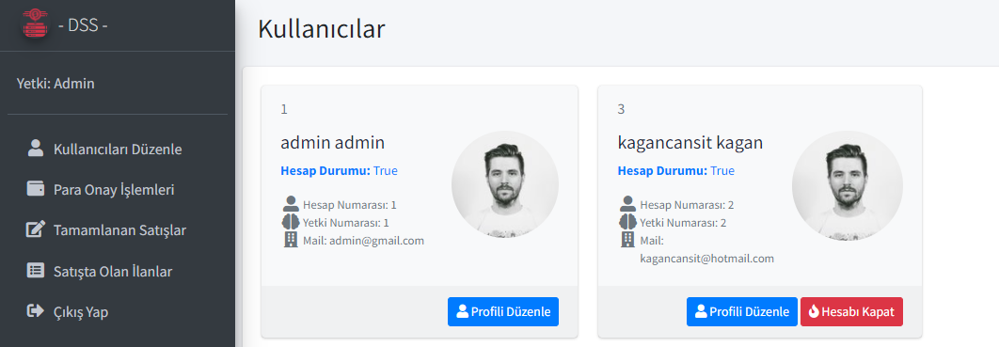 - DSS -
Yetki: Admin
Kullanıcıları Düzenle
Para Onay İşlemleri
Tamamlanan Satışlar
Satışta Olan İlanlar
Çıkış Yap
Kullanıcılar
1
admin admin
Hesap Durumu: True
Hesap Numarası: 1
Yetki Numarası: 1
Mail: admin@gmail.com
Profili Düzenle
3
kagancansit kagan
Hesap Durumu: True
Hesap Numarası: 2
Yetki Numarası: 2
Mail:
kagancansit@hotmail.com
Profili Düzenle
Hesabı Kapat